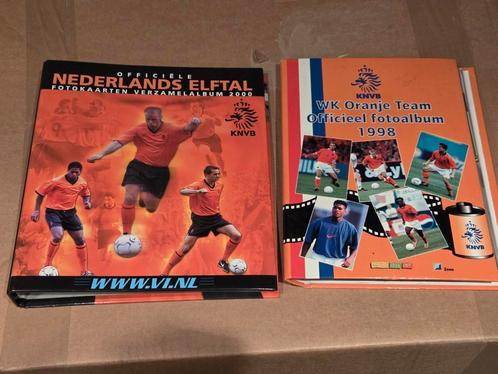 OFFICIËLE
NEDERLANDS ELFTAL
FOTOKAARTEN VERZAMELALBUM 2000
KNVB
WWW.VI.NL
KNVB
WK Oranje Team
Officieel fotoalbum
1998
KNVB